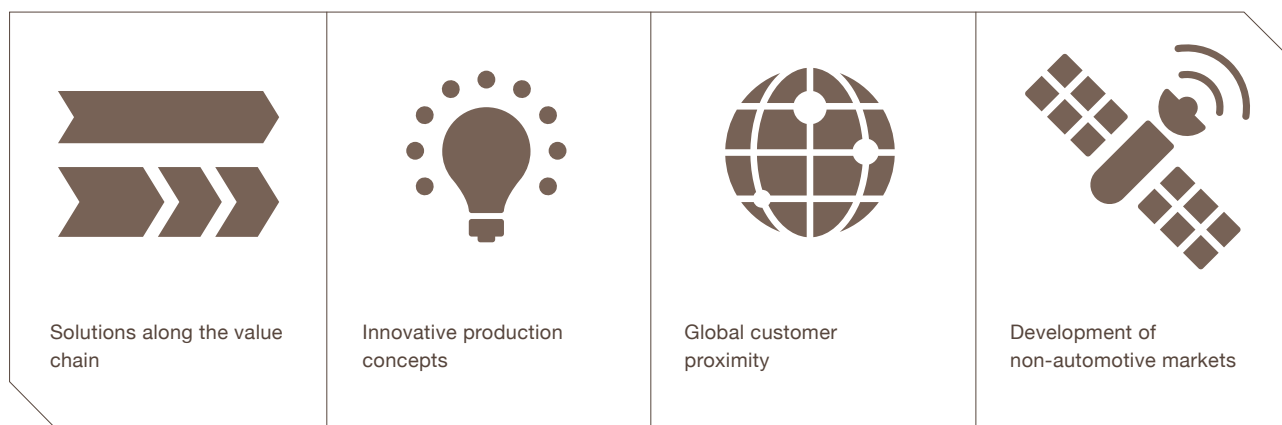 Solutions along the value
chain
Innovative production
concepts
Global customer
proximity
Development of
non-automotive markets